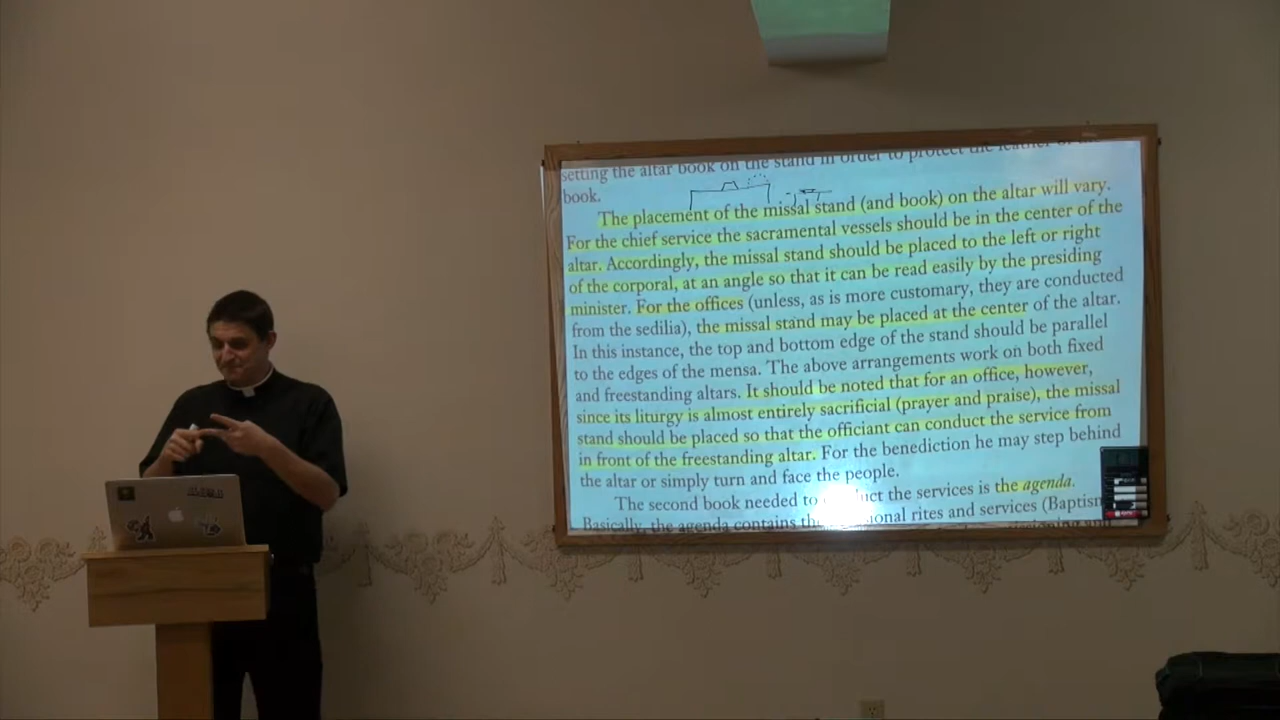 setting the altar book on the stand in order to protect the leather of
book.
The placement of the missal stand (and book) on the altar will vary.
For the chief service the sacramental vessels should be in the center of the
altar. Accordingly, the missal stand should be placed to the left or right
of the corporal, at an angle so that it can be read easily by the presiding
minister. For the offices (unless, as is more customary, they are conducted
from the sedilia), the missal stand may be placed at the center of the altar.
In this instance, the top and bottom edge of the stand should be parallel
to the edges of the mensa. The above arrangements work on both fixed
and freestanding altars. It should be noted that for an office, however,
since its liturgy is almost entirely sacrificial (prayer and praise), the missal
stand should be placed so that the officiant can conduct the service from
in front of the freestanding altar. For the benediction he may step behind
the altar or simply turn and face the people.
The second book needed to the services is the agenda.
Basically, the agenda contains rites and services (Baptism